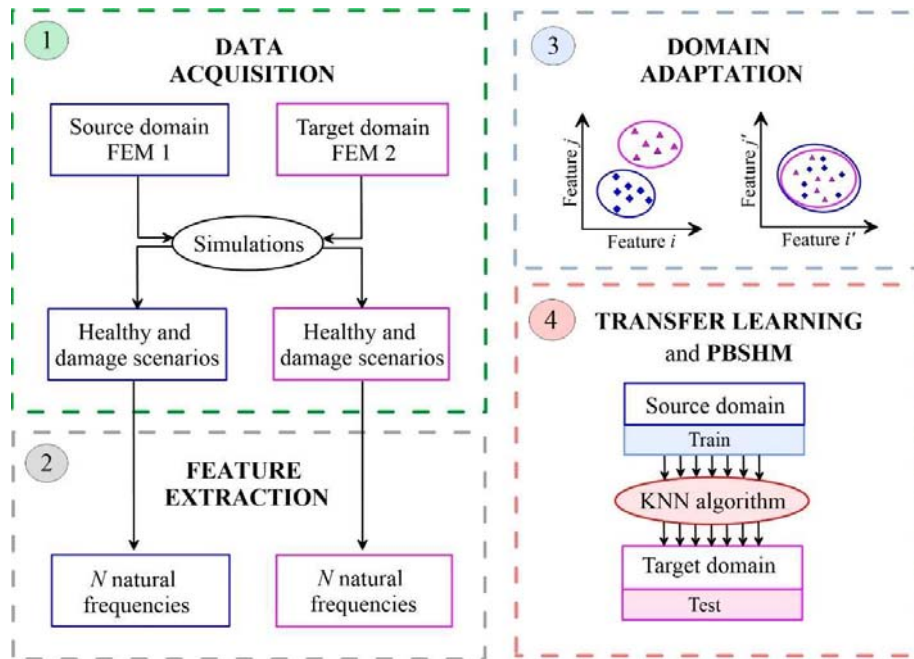 1
DATA
ACQUISITION
Source domain
FEM 1
Target domain
FEM 2
Simulations
Healthy and
damage scenarios
Healthy and
damage scenarios
2
FEATURE
EXTRACTION
N natural
frequencies
N natural
frequencies
3
DOMAIN
ADAPTATION
Feature j
Feature i
Feature j'
Feature i'
4
TRANSFER LEARNING
and PBSHM
Source domain
Train
KNN algorithm
Target domain
Test